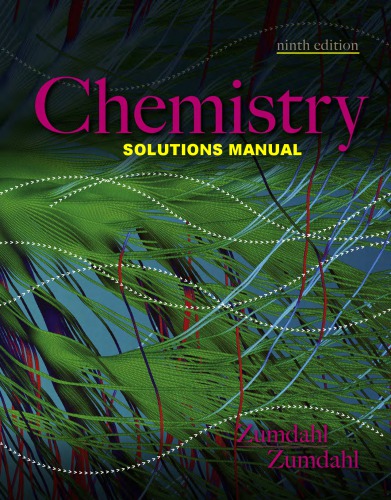 ninth edition
Chemistry
SOLUTIONS MANUAL
Zumdahl
Zumdahl